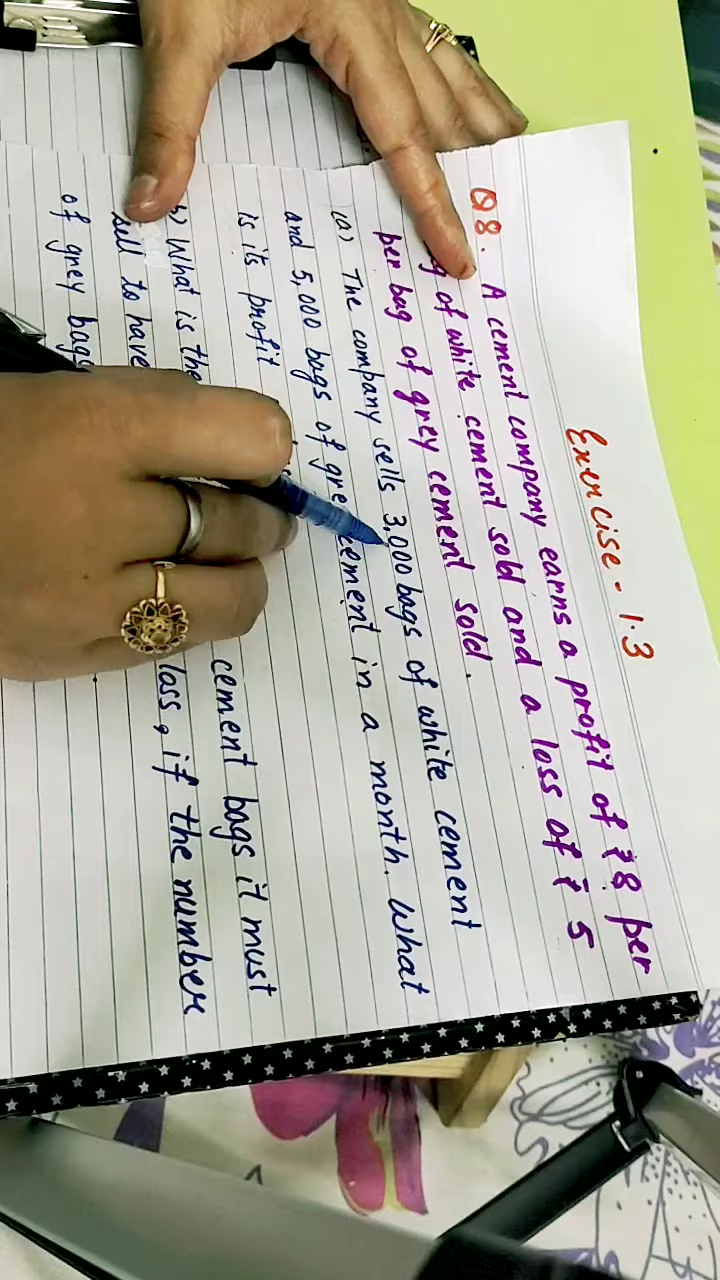 Exercise - 1.3
Q8. A cement company earns a profit of ₹8 per
of white cement sold and a loss of ₹ 5
per bag of grey cement sold.
(a) The company sells 3,000 bags of white cement
and 5,000 bags of grey cement in a month. What
is its profit
What is the cement bags it must
sell to have loss, if the number
of grey bags